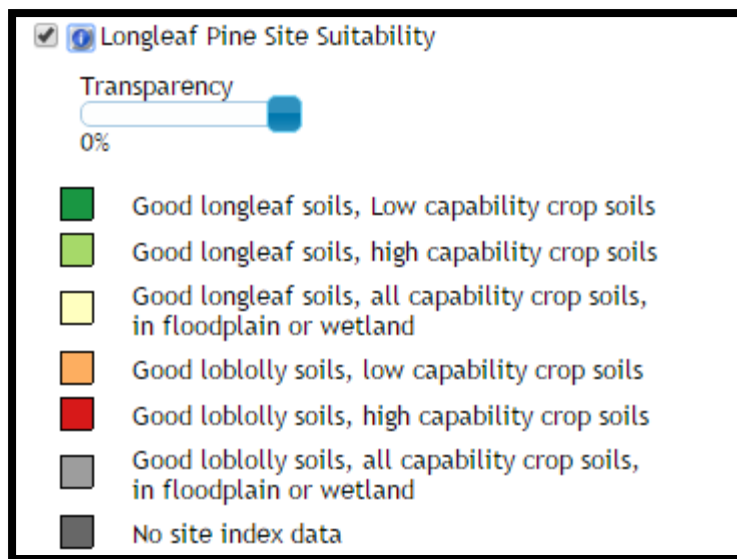 Longleaf Pine Site Suitability
Transparency
0%
Good longleaf soils, Low capability crop soils
Good longleaf soils, high capability crop soils
Good longleaf soils, all capability crop soils,
in floodplain or wetland
Good loblolly soils, low capability crop soils
Good loblolly soils, high capability crop soils
Good loblolly soils, all capability crop soils,
in floodplain or wetland
No site index data